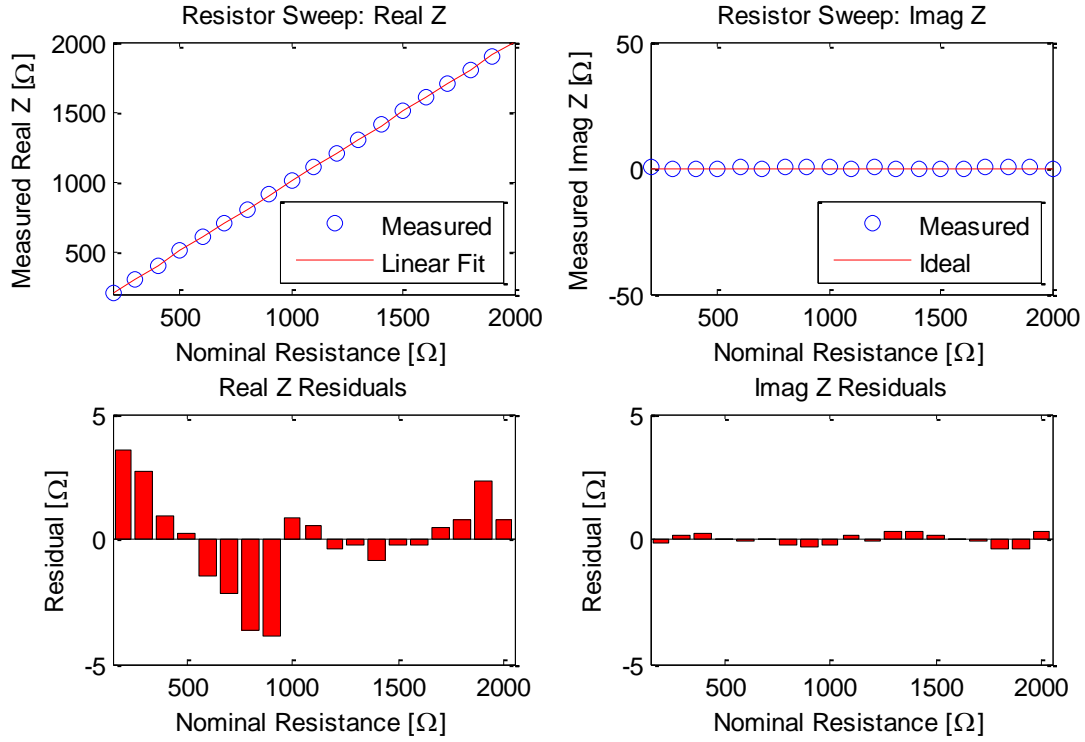 Resistor Sweep: Real Z
2000
1500
1000
500
Measured Real Z [Ω]
Measured
Linear Fit
500 1000 1500 2000
Nominal Resistance [Ω]
Resistor Sweep: Imag Z
50
0
-50
Measured Imag Z [Ω]
Measured
Ideal
500 1000 1500 2000
Nominal Resistance [Ω]
Real Z Residuals
5
0
-5
Residual [Ω]
500 1000 1500 2000
Nominal Resistance [Ω]
Imag Z Residuals
5
0
-5
Residual [Ω]
500 1000 1500 2000
Nominal Resistance [Ω]